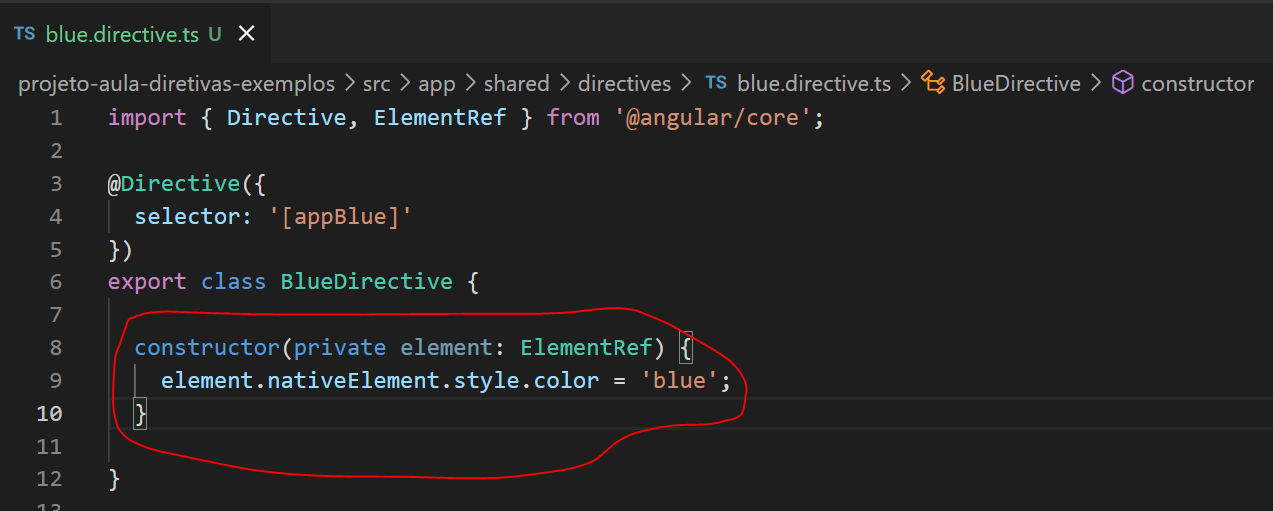 TS blue.directive.ts U
projeto-aula-diretivas-exemplos > src > app > shared > directives > TS blue.directive.ts > BlueDirective > constructor
1 import { Directive, ElementRef } from '@angular/core';
2
3 @Directive({
4 selector: '[appBlue]'
5 })
6 export class BlueDirective {
7
8 constructor(private element: ElementRef) {
9 element.nativeElement.style.color = 'blue';
10 }
11
12 }
13